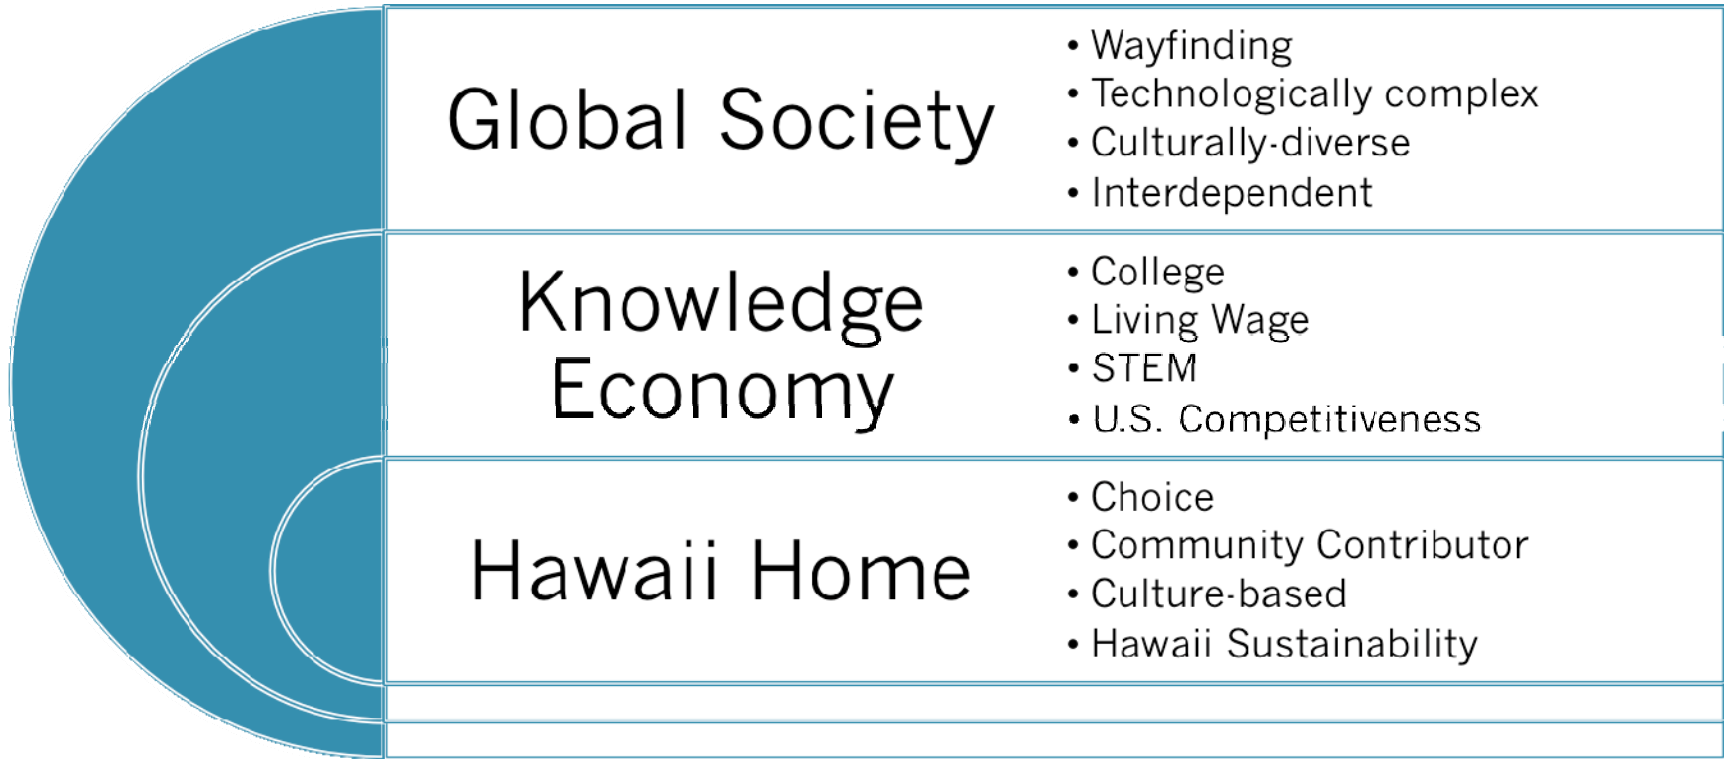 Global Society
• Wayfinding
• Technologically complex
• Culturally-diverse
• Interdependent
Knowledge
Economy
• College
• Living Wage
• STEM
• U.S. Competitiveness
Hawaii Home
• Choice
• Community Contributor
• Culture-based
• Hawaii Sustainability